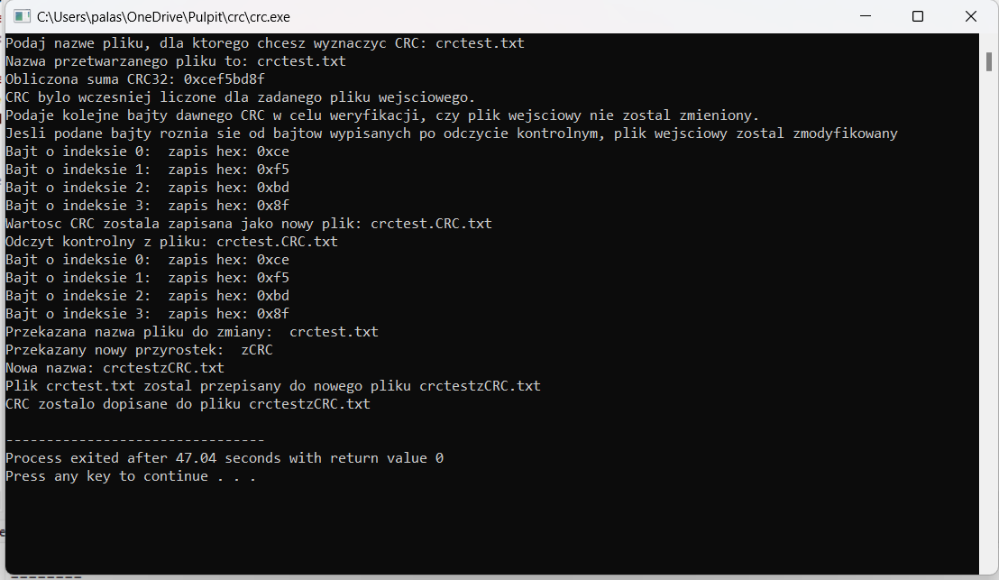 C:\Users\palas\OneDrive\Pulpit\crc\crc.exe
Podaj nazwe pliku, dla ktorego chcesz wyznaczyc CRC: crctest.txt
Nazwa przetwarzanego pliku to: crctest.txt
Obliczona suma CRC32: 0xcef5bd8f
CRC bylo wczesniej liczone dla zadanego pliku wejsciowego.
Podaje kolejne bajty dawnego CRC w celu weryfikacji, czy plik wejsciowy nie zostal zmieniony.
Jesli podane bajty roznia sie od bajtow wypisanych po odczycie kontrolnym, plik wejsciowy zostal zmodyfikowany
Bajt o indeksie 0:  zapis hex: 0xce
Bajt o indeksie 1:  zapis hex: 0xf5
Bajt o indeksie 2:  zapis hex: 0xbd
Bajt o indeksie 3:  zapis hex: 0x8f
Wartosc CRC zostala zapisana jako nowy plik: crctest.CRC.txt
Odczyt kontrolny z pliku: crctest.CRC.txt
Bajt o indeksie 0:  zapis hex: 0xce
Bajt o indeksie 1:  zapis hex: 0xf5
Bajt o indeksie 2:  zapis hex: 0xbd
Bajt o indeksie 3:  zapis hex: 0x8f
Przekazana nazwa pliku do zmiany:  crctest.txt
Przekazany nowy przyrostek:  zCRC
Nowa nazwa: crctestzCRC.txt
Plik crctest.txt zostal przepisany do nowego pliku crctestzCRC.txt
CRC zostalo dopisane do pliku crctestzCRC.txt
--------------------------------
Process exited after 47.04 seconds with return value 0
Press any key to continue . . .